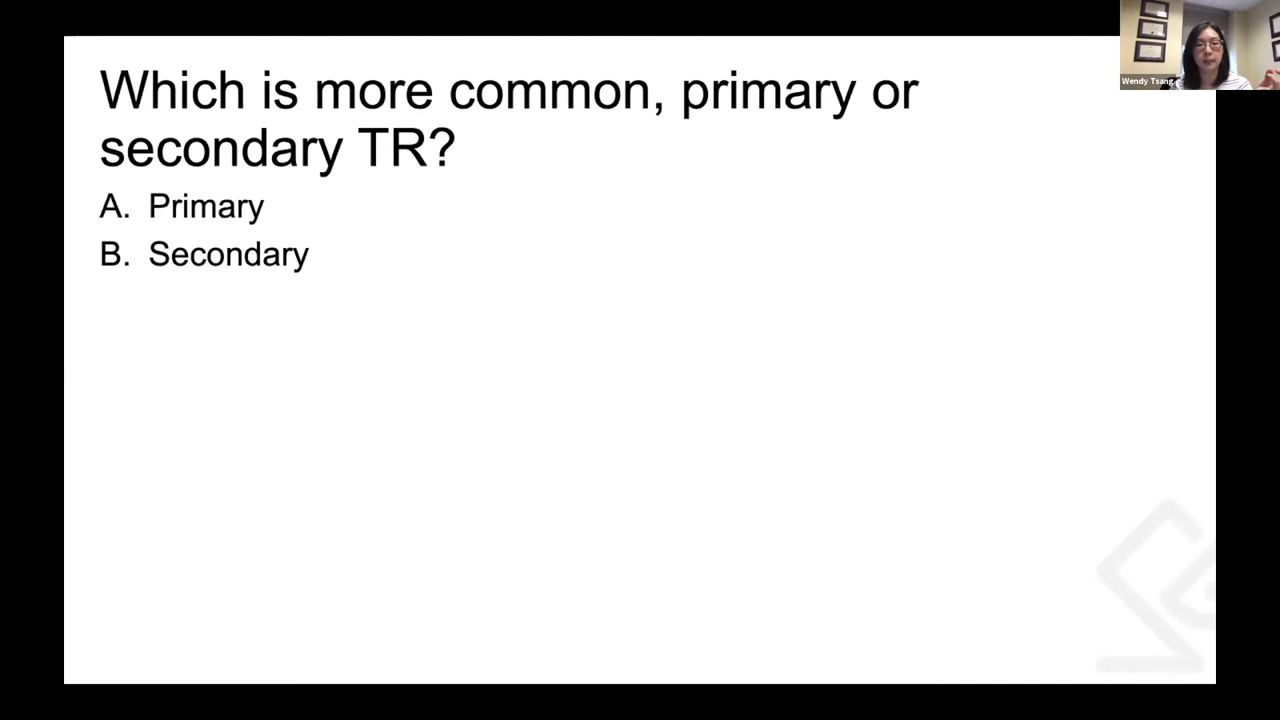 Which is more common, primary or
secondary TR?
A. Primary
B. Secondary
Wendy Tsang